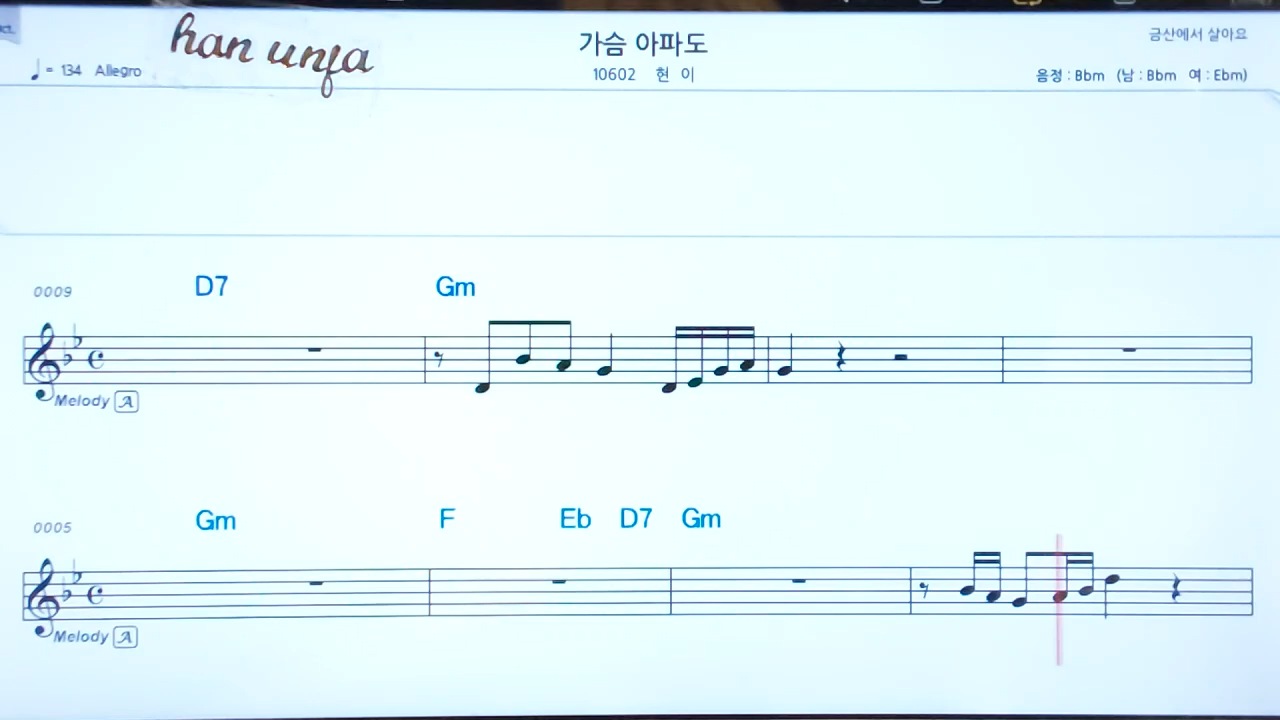 han unfa
가슴 아파도
금산에서 살아요
♩= 134 Allegro
10602 현 이
음정 : Bbm (남 : Bbm 여 : Ebm)
0009
D7 Gm
Melody A
0005
Gm F Eb D7 Gm
Melody A